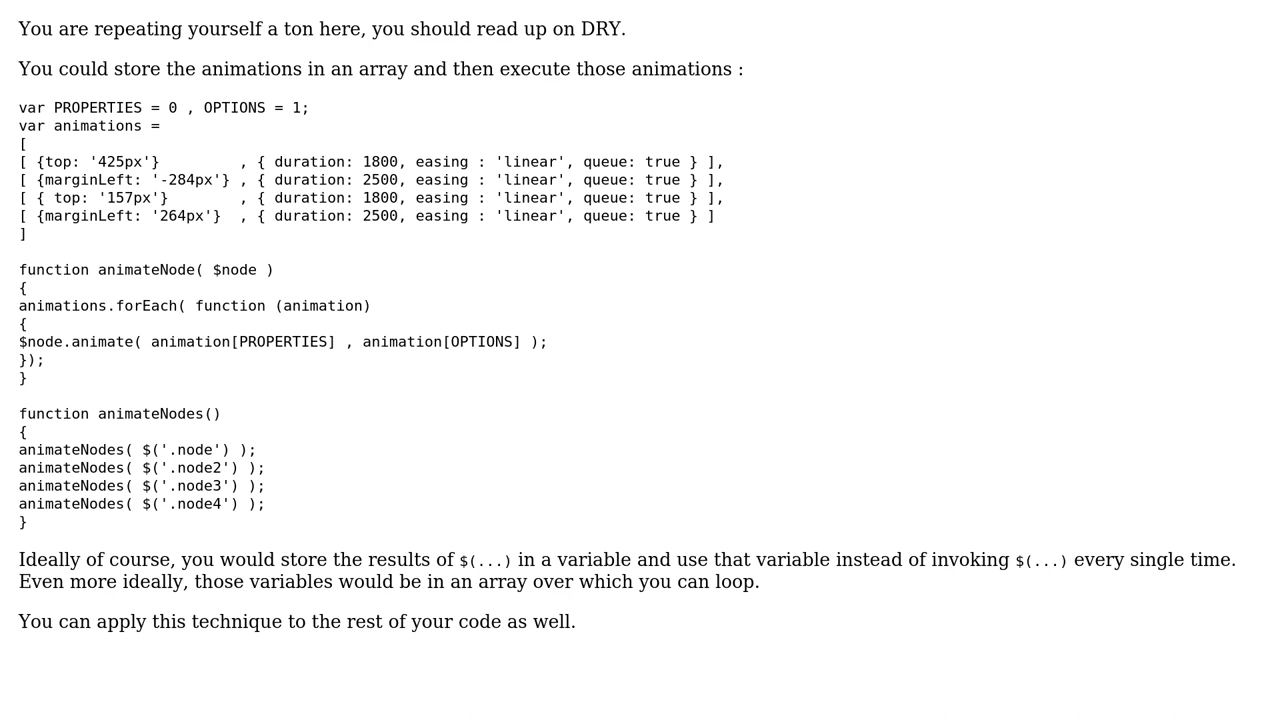 You are repeating yourself a ton here, you should read up on DRY.
You could store the animations in an array and then execute those animations :
var PROPERTIES = 0 , OPTIONS = 1;
var animations =
[
[ {top: '425px'}         , { duration: 1800, easing : 'linear', queue: true } ],
[ {marginLeft: '-284px'} , { duration: 2500, easing : 'linear', queue: true } ],
[ { top: '157px'}        , { duration: 1800, easing : 'linear', queue: true } ],
[ {marginLeft: '264px'}  , { duration: 2500, easing : 'linear', queue: true } ]
]
function animateNode( $node )
{
animations.forEach( function (animation)
{
$node.animate( animation[PROPERTIES] , animation[OPTIONS] );
});
}
function animateNodes()
{
animateNodes( $('.node') );
animateNodes( $('.node2') );
animateNodes( $('.node3') );
animateNodes( $('.node4') );
}
Ideally of course, you would store the results of $(...) in a variable and use that variable instead of invoking $(...) every single time.
Even more ideally, those variables would be in an array over which you can loop.
You can apply this technique to the rest of your code as well.